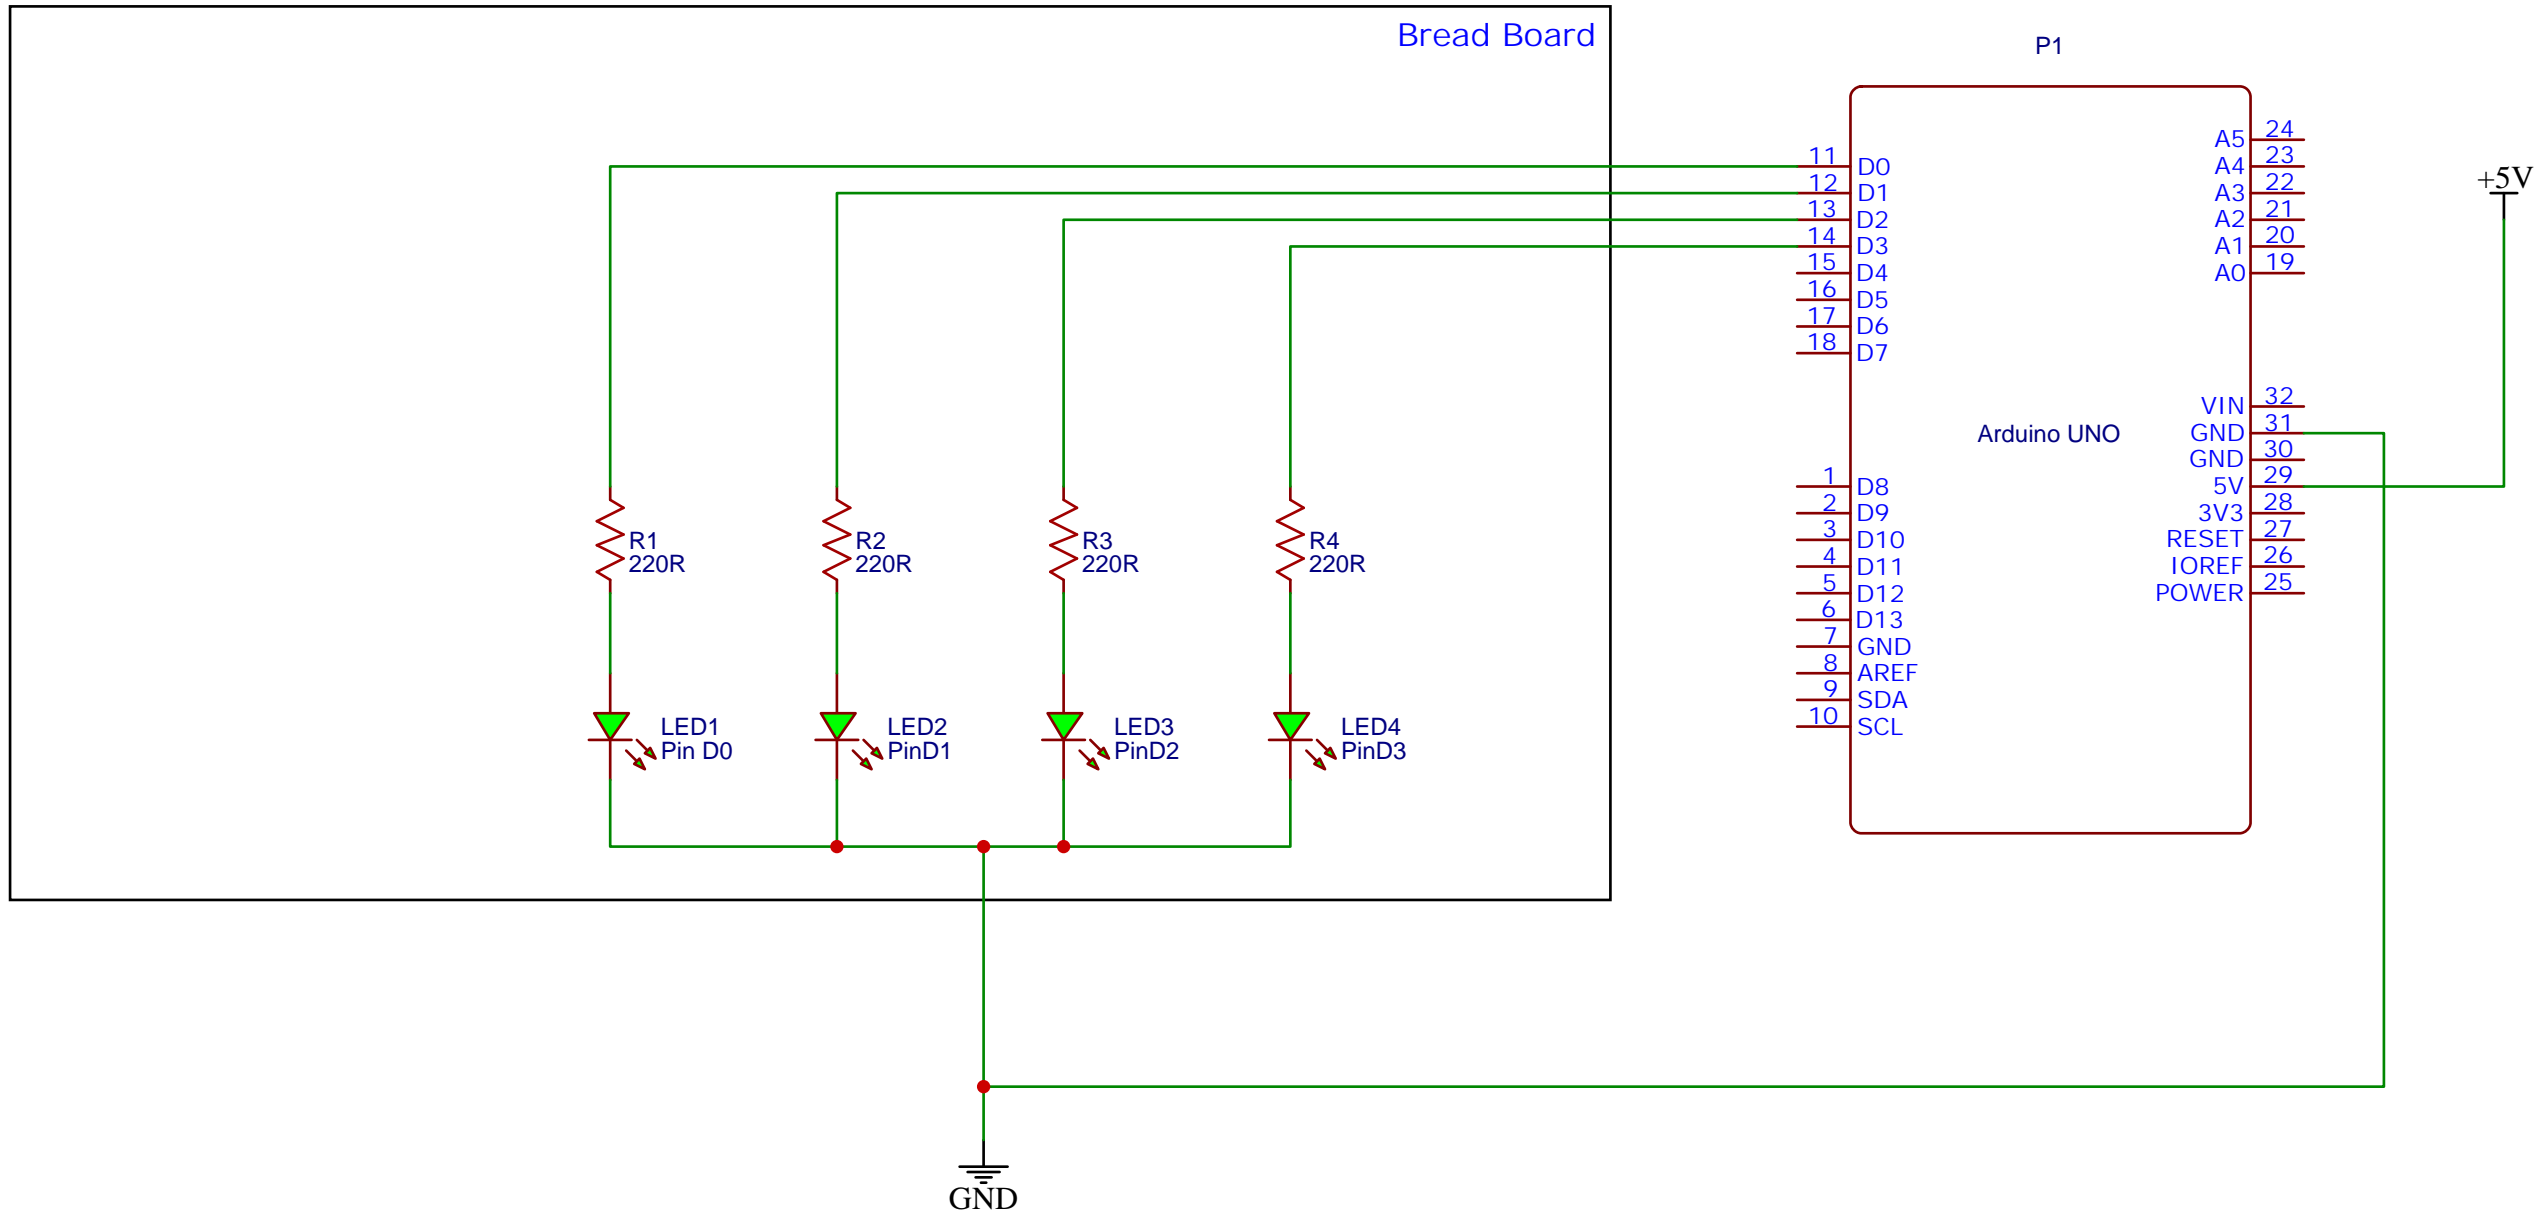 Bread Board
P1
11 D0
12 D1
13 D2
14 D3
15 D4
16 D5
17 D6
18 D7
A5 24
A4 23
A3 22
A2 21
A1 20
A0 19
+5V
Arduino UNO
VIN 32
GND 31
GND 30
5V 29
3V3 28
RESET 27
IOREF 26
POWER 25
1 D8
2 D9
3 D10
4 D11
5 D12
6 D13
7 GND
8 AREF
9 SDA
10 SCL
R1
220R
R2
220R
R3
220R
R4
220R
LED1
Pin D0
LED2
PinD1
LED3
PinD2
LED4
PinD3
GND